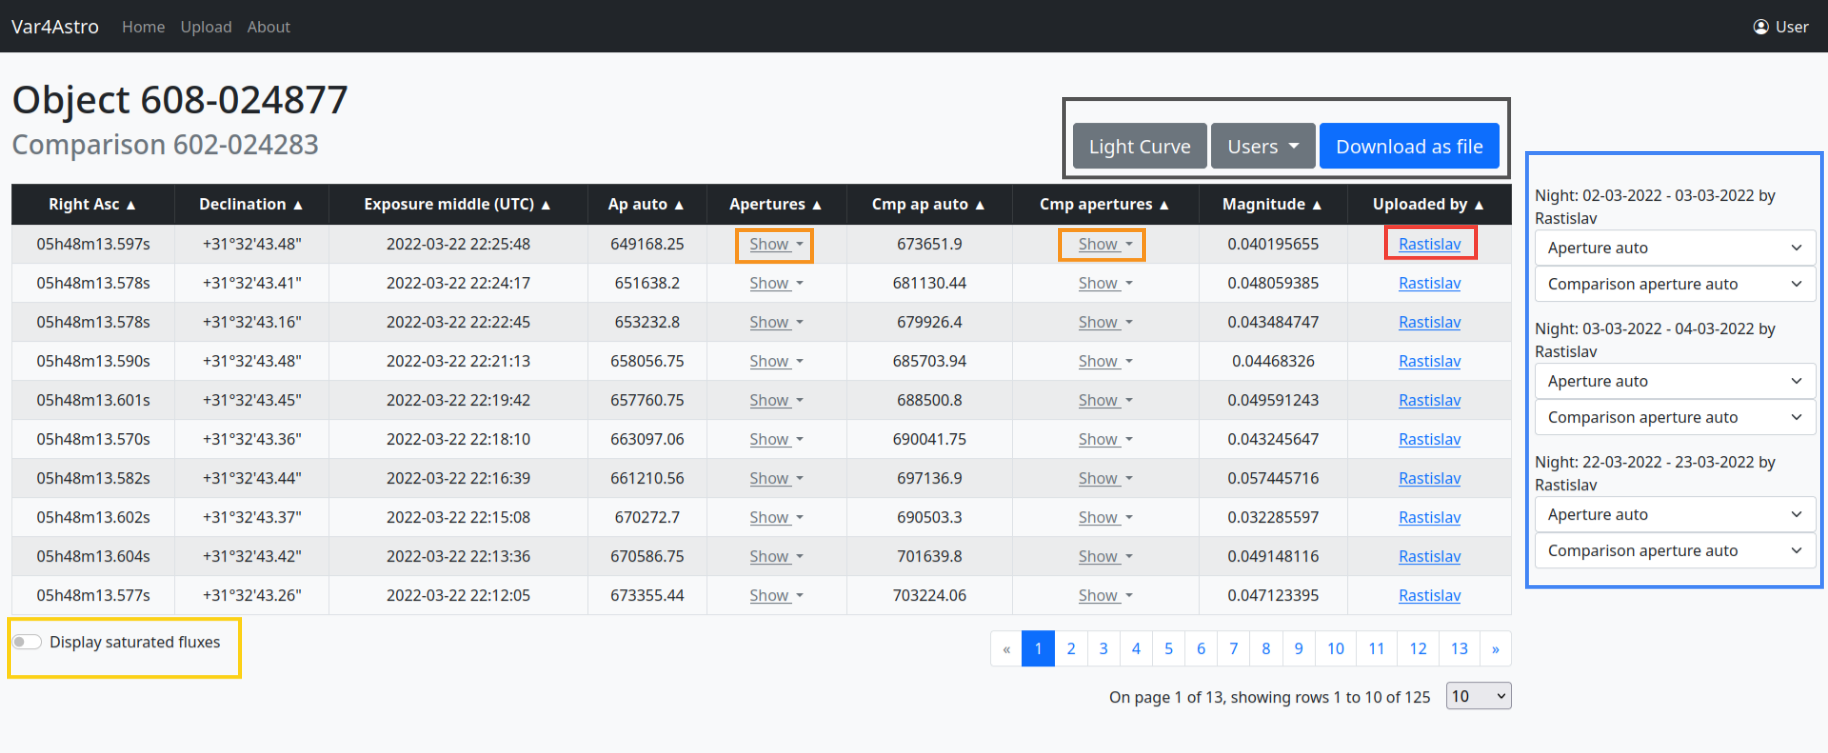 Var4Astro Home Upload About User
Object 608-024877
Comparison 602-024283
Light Curve Users Download as file
Right Asc ▲ Declination ▲ Exposure middle (UTC) ▲ Ap auto ▲ Apertures ▲ Cmp ap auto ▲ Cmp apertures ▲ Magnitude ▲ Uploaded by ▲
05h48m13.597s +31°32'43.48" 2022-03-22 22:25:48 649168.25 Show 673651.9 Show 0.040195655 Rastislav
05h48m13.578s +31°32'43.41" 2022-03-22 22:24:17 651638.2 Show 681130.44 Show 0.048059385 Rastislav
05h48m13.578s +31°32'43.16" 2022-03-22 22:22:45 653232.8 Show 679926.4 Show 0.043484747 Rastislav
05h48m13.590s +31°32'43.48" 2022-03-22 22:21:13 658056.75 Show 685703.94 Show 0.04468326 Rastislav
05h48m13.601s +31°32'43.45" 2022-03-22 22:19:42 657760.75 Show 688500.8 Show 0.049591243 Rastislav
05h48m13.570s +31°32'43.36" 2022-03-22 22:18:10 663097.06 Show 690041.75 Show 0.043245647 Rastislav
05h48m13.582s +31°32'43.44" 2022-03-22 22:16:39 661210.56 Show 697136.9 Show 0.057445716 Rastislav
05h48m13.602s +31°32'43.37" 2022-03-22 22:15:08 670272.7 Show 690503.3 Show 0.032285597 Rastislav
05h48m13.604s +31°32'43.42" 2022-03-22 22:13:36 670586.75 Show 701639.8 Show 0.049148116 Rastislav
05h48m13.577s +31°32'43.26" 2022-03-22 22:12:05 673355.44 Show 703224.06 Show 0.047123395 Rastislav
Display saturated fluxes
« 1 2 3 4 5 6 7 8 9 10 11 12 13 »
On page 1 of 13, showing rows 1 to 10 of 125 10
Night: 02-03-2022 - 03-03-2022 by
Rastislav
Aperture auto
Comparison aperture auto
Night: 03-03-2022 - 04-03-2022 by
Rastislav
Aperture auto
Comparison aperture auto
Night: 22-03-2022 - 23-03-2022 by
Rastislav
Aperture auto
Comparison aperture auto